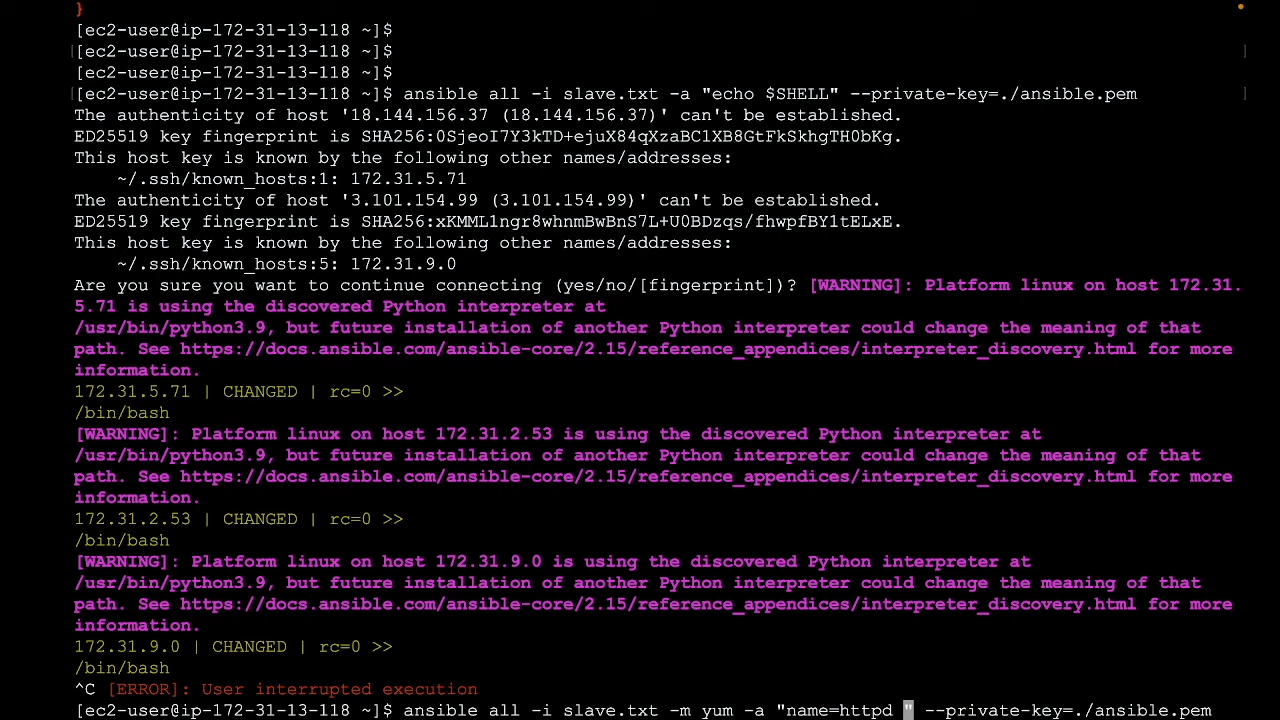 }
[ec2-user@ip-172-31-13-118 ~]$
[[ec2-user@ip-172-31-13-118 ~]$
[ec2-user@ip-172-31-13-118 ~]$
[[ec2-user@ip-172-31-13-118 ~]$ ansible all -i slave.txt -a "echo $SHELL" --private-key=./ansible.pem
The authenticity of host '18.144.156.37 (18.144.156.37)' can't be established.
ED25519 key fingerprint is SHA256:0SjeoI7Y3kTD+ejuX84qXzaBClXB8GtFkSkhgTH0bKg.
This host key is known by the following other names/addresses:
~/.ssh/known_hosts:1: 172.31.5.71
The authenticity of host '3.101.154.99 (3.101.154.99)' can't be established.
ED25519 key fingerprint is SHA256:xKMML1ngr8whnmBwBnS7L+U0BDzqs/fhwpfBY1tELxE.
This host key is known by the following other names/addresses:
~/.ssh/known_hosts:5: 172.31.9.0
Are you sure you want to continue connecting (yes/no/[fingerprint])? [WARNING]: Platform linux on host 172.31.
5.71 is using the discovered Python interpreter at
/usr/bin/python3.9, but future installation of another Python interpreter could change the meaning of that
path. See https://docs.ansible.com/ansible-core/2.15/reference_appendices/interpreter_discovery.html for more
information.
172.31.5.71 | CHANGED | rc=0 >>
/bin/bash
[WARNING]: Platform linux on host 172.31.2.53 is using the discovered Python interpreter at
/usr/bin/python3.9, but future installation of another Python interpreter could change the meaning of that
path. See https://docs.ansible.com/ansible-core/2.15/reference_appendices/interpreter_discovery.html for more
information.
172.31.2.53 | CHANGED | rc=0 >>
/bin/bash
[WARNING]: Platform linux on host 172.31.9.0 is using the discovered Python interpreter at
/usr/bin/python3.9, but future installation of another Python interpreter could change the meaning of that
path. See https://docs.ansible.com/ansible-core/2.15/reference_appendices/interpreter_discovery.html for more
information.
172.31.9.0 | CHANGED | rc=0 >>
/bin/bash
^C [ERROR]: User interrupted execution
[ec2-user@ip-172-31-13-118 ~]$ ansible all -i slave.txt -m yum -a "name=httpd " --private-key=./ansible.pem